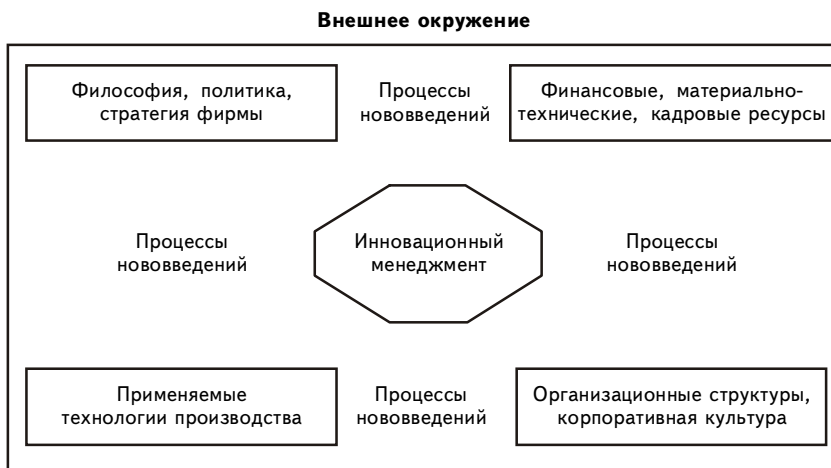 Внешнее окружение
Философия, политика,
стратегия фирмы
Процессы
нововведений
Финансовые, материально-
технические, кадровые ресурсы
Процессы
нововведений
Инновационный
менеджмент
Процессы
нововведений
Применяемые
технологии производства
Процессы
нововведений
Организационные структуры,
корпоративная культура